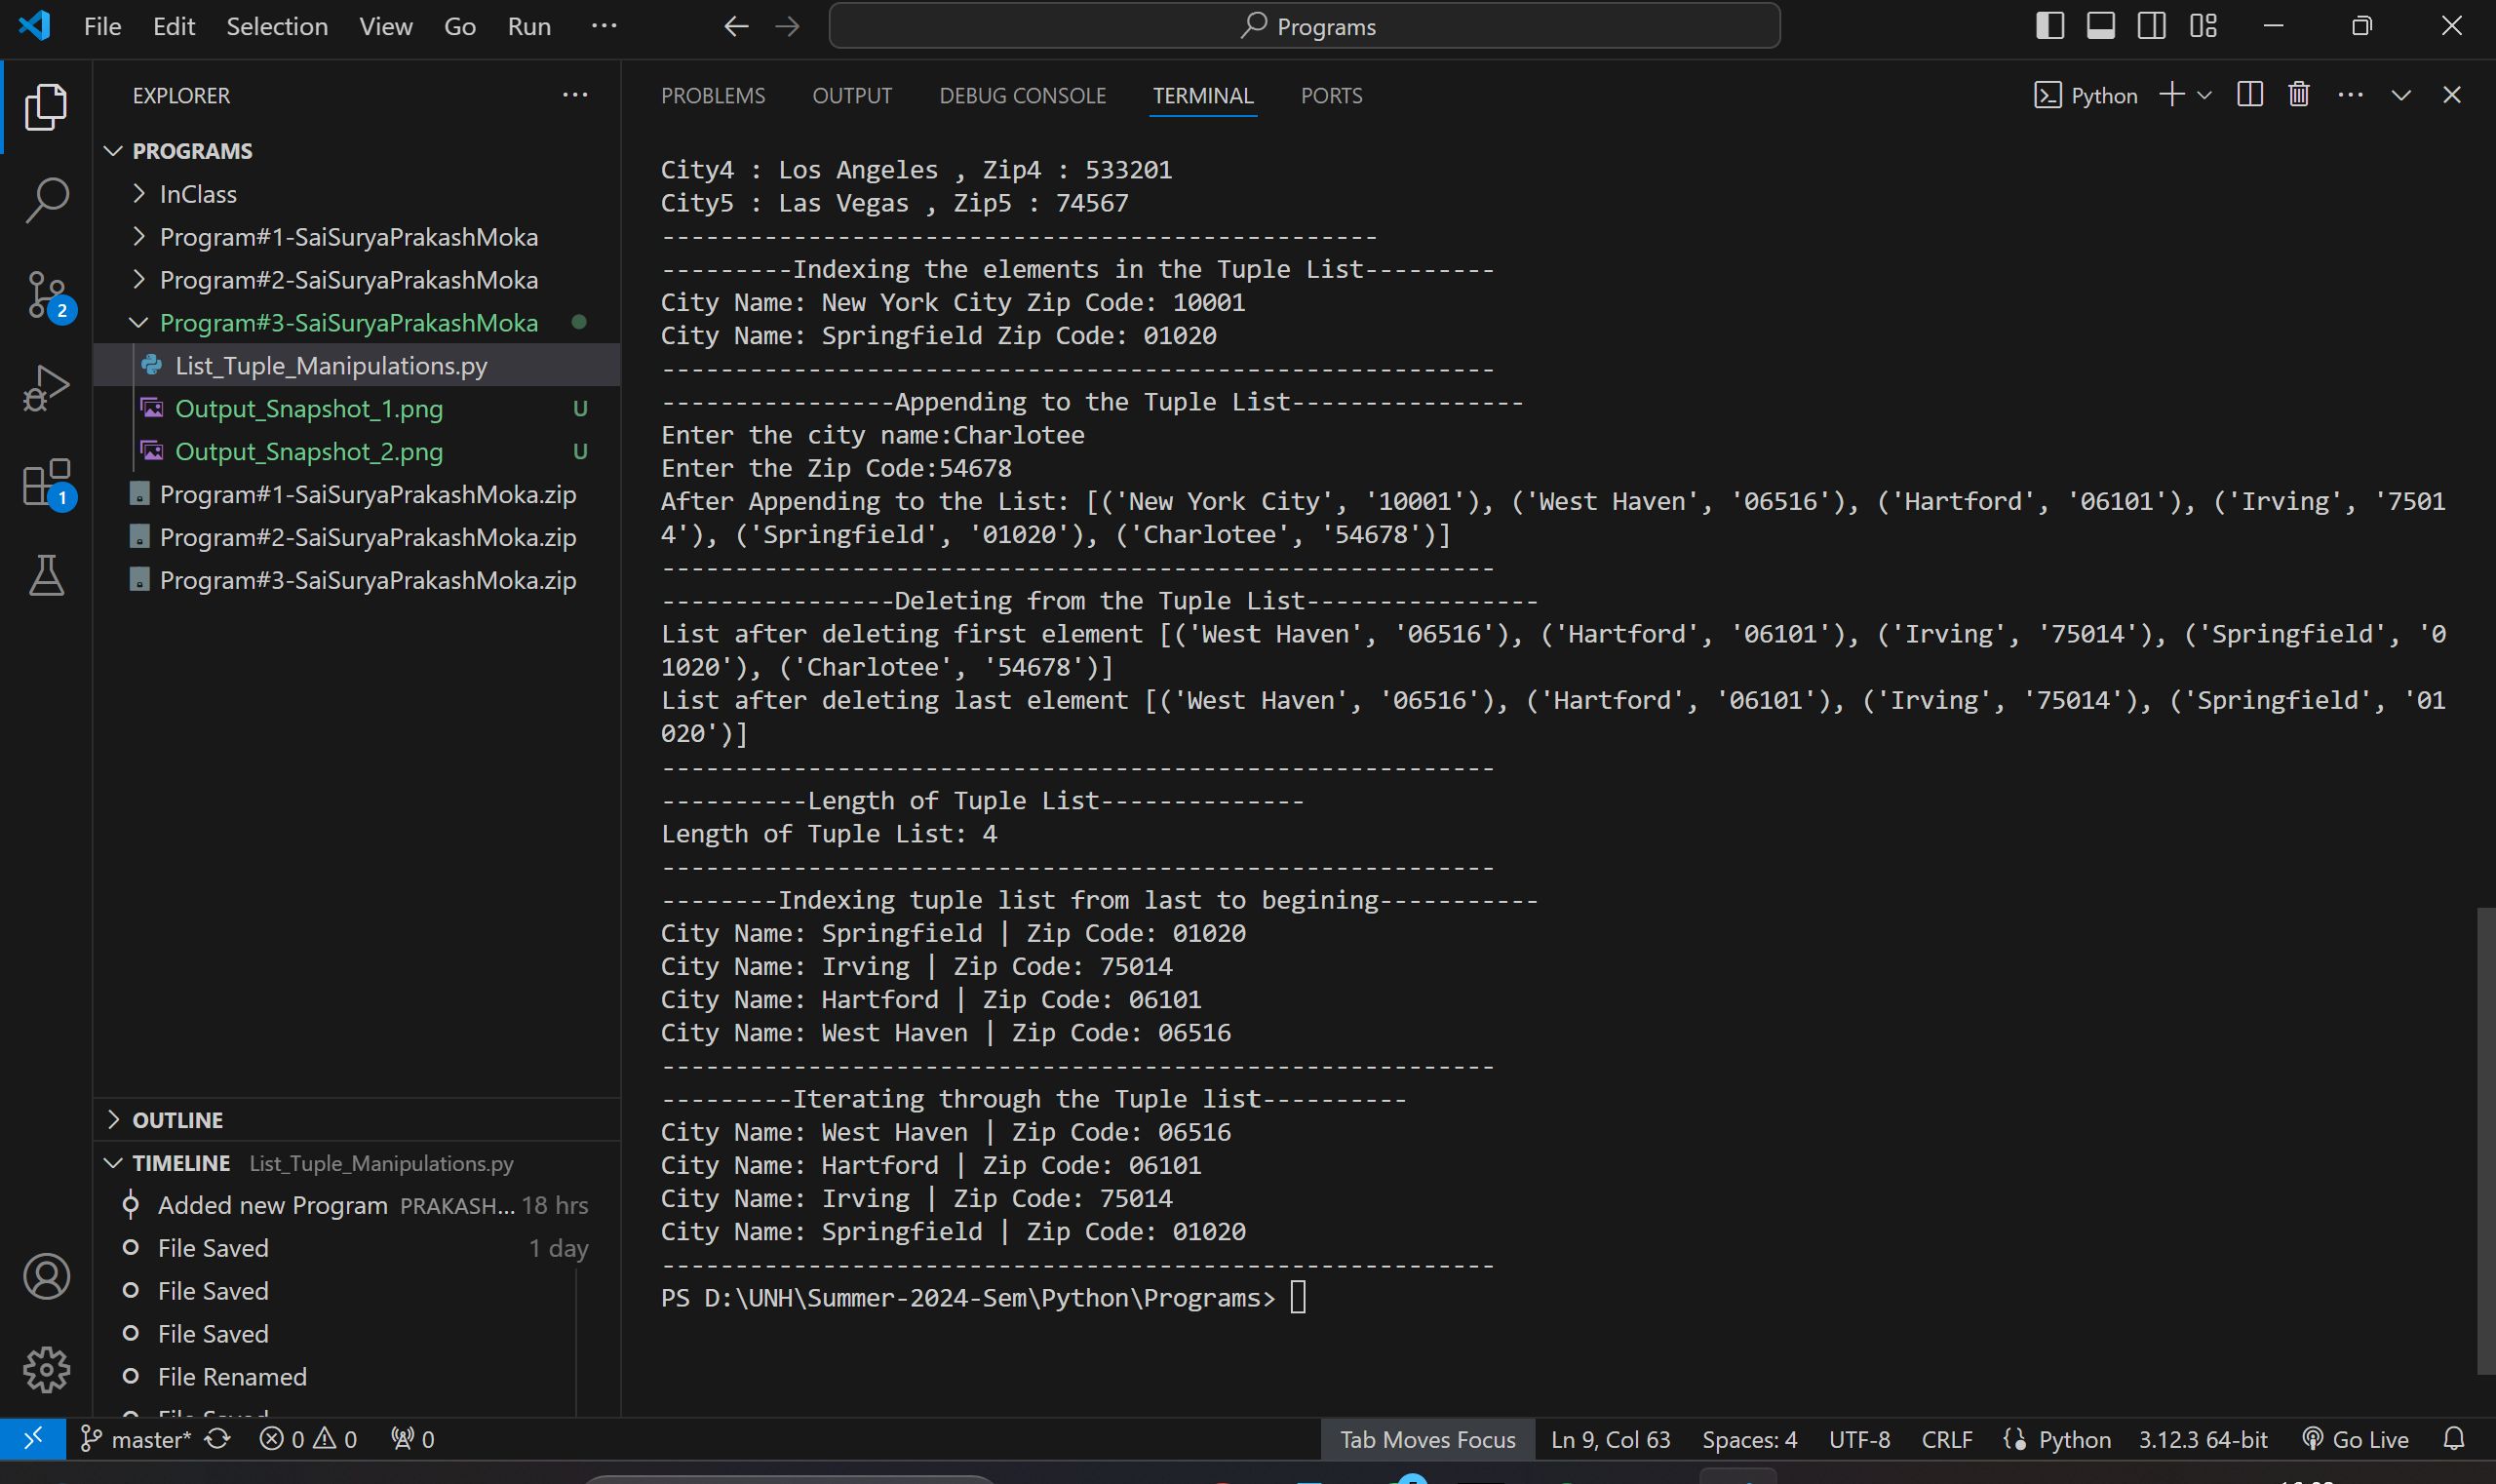 File Edit Selection View Go Run ··· Programs
EXPLORER ···
PROGRAMS
InClass
Program#1-SaiSuryaPrakashMoka
Program#2-SaiSuryaPrakashMoka
Program#3-SaiSuryaPrakashMoka
List_Tuple_Manipulations.py
Output_Snapshot_1.png U
Output_Snapshot_2.png U
Program#1-SaiSuryaPrakashMoka.zip
Program#2-SaiSuryaPrakashMoka.zip
Program#3-SaiSuryaPrakashMoka.zip
2
1
OUTLINE
TIMELINE List_Tuple_Manipulations.py
Added new Program PRAKASH... 18 hrs
File Saved 1 day
File Saved
File Saved
File Renamed
File Saved
PROBLEMS OUTPUT DEBUG CONSOLE TERMINAL PORTS Python
City4 : Los Angeles , Zip4 : 533201
City5 : Las Vegas , Zip5 : 74567
-------------------------------------------------
---------Indexing the elements in the Tuple List---------
City Name: New York City Zip Code: 10001
City Name: Springfield Zip Code: 01020
---------------------------------------------------------
----------------Appending to the Tuple List----------------
Enter the city name:Charlotee
Enter the Zip Code:54678
After Appending to the List: [('New York City', '10001'), ('West Haven', '06516'), ('Hartford', '06101'), ('Irving', '7501
4'), ('Springfield', '01020'), ('Charlotee', '54678')]
---------------------------------------------------------
----------------Deleting from the Tuple List----------------
List after deleting first element [('West Haven', '06516'), ('Hartford', '06101'), ('Irving', '75014'), ('Springfield', '0
1020'), ('Charlotee', '54678')]
List after deleting last element [('West Haven', '06516'), ('Hartford', '06101'), ('Irving', '75014'), ('Springfield', '01
020')]
---------------------------------------------------------
----------Length of Tuple List--------------
Length of Tuple List: 4
---------------------------------------------------------
--------Indexing tuple list from last to begining-----------
City Name: Springfield | Zip Code: 01020
City Name: Irving | Zip Code: 75014
City Name: Hartford | Zip Code: 06101
City Name: West Haven | Zip Code: 06516
---------------------------------------------------------
---------Iterating through the Tuple list----------
City Name: West Haven | Zip Code: 06516
City Name: Hartford | Zip Code: 06101
City Name: Irving | Zip Code: 75014
City Name: Springfield | Zip Code: 01020
---------------------------------------------------------
PS D:\UNH\Summer-2024-Sem\Python\Programs>
master* 0 0 0 Tab Moves Focus Ln 9, Col 63 Spaces: 4 UTF-8 CRLF Python 3.12.3 64-bit Go Live